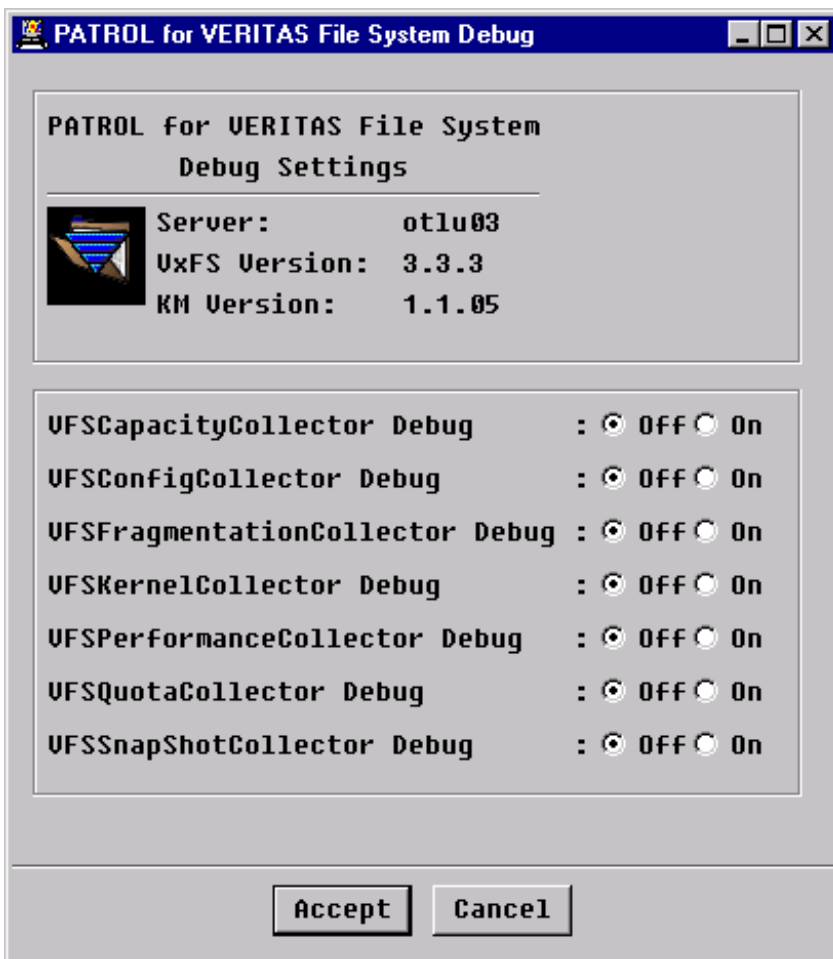 PATROL for VERITAS File System Debug
PATROL for VERITAS File System
Debug Settings
Server: otlu03
VxFS Version: 3.3.3
KM Version: 1.1.05
VFSCapacityCollector Debug : Off On
VFSConfigCollector Debug : Off On
VFSFragmentationCollector Debug : Off On
VFSKernelCollector Debug : Off On
VFSPerformanceCollector Debug : Off On
VFSQuotaCollector Debug : Off On
VFSSnapShotCollector Debug : Off On
Accept Cancel